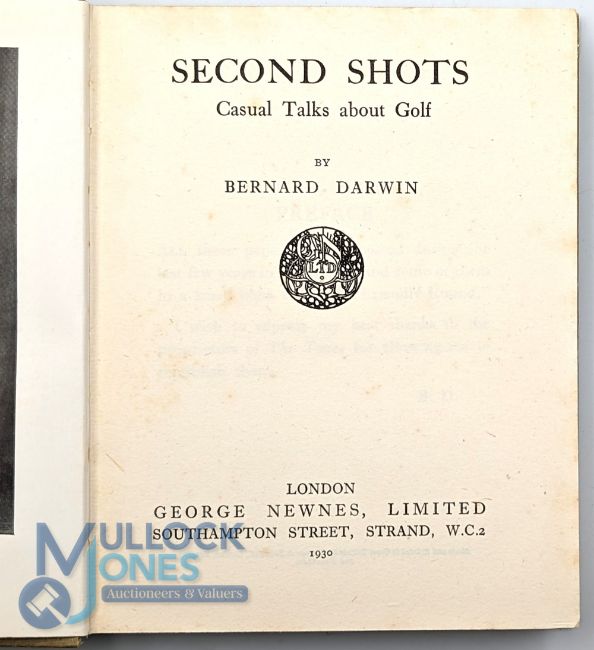 SECOND SHOTS
Casual Talks about Golf
BY
BERNARD DARWIN
LTD
LONDON
GEORGE NEWNES, LIMITED
SOUTHAMPTON STREET, STRAND, W.C.2
1930
MULLOCK
JONES
Auctioneers & Valuers